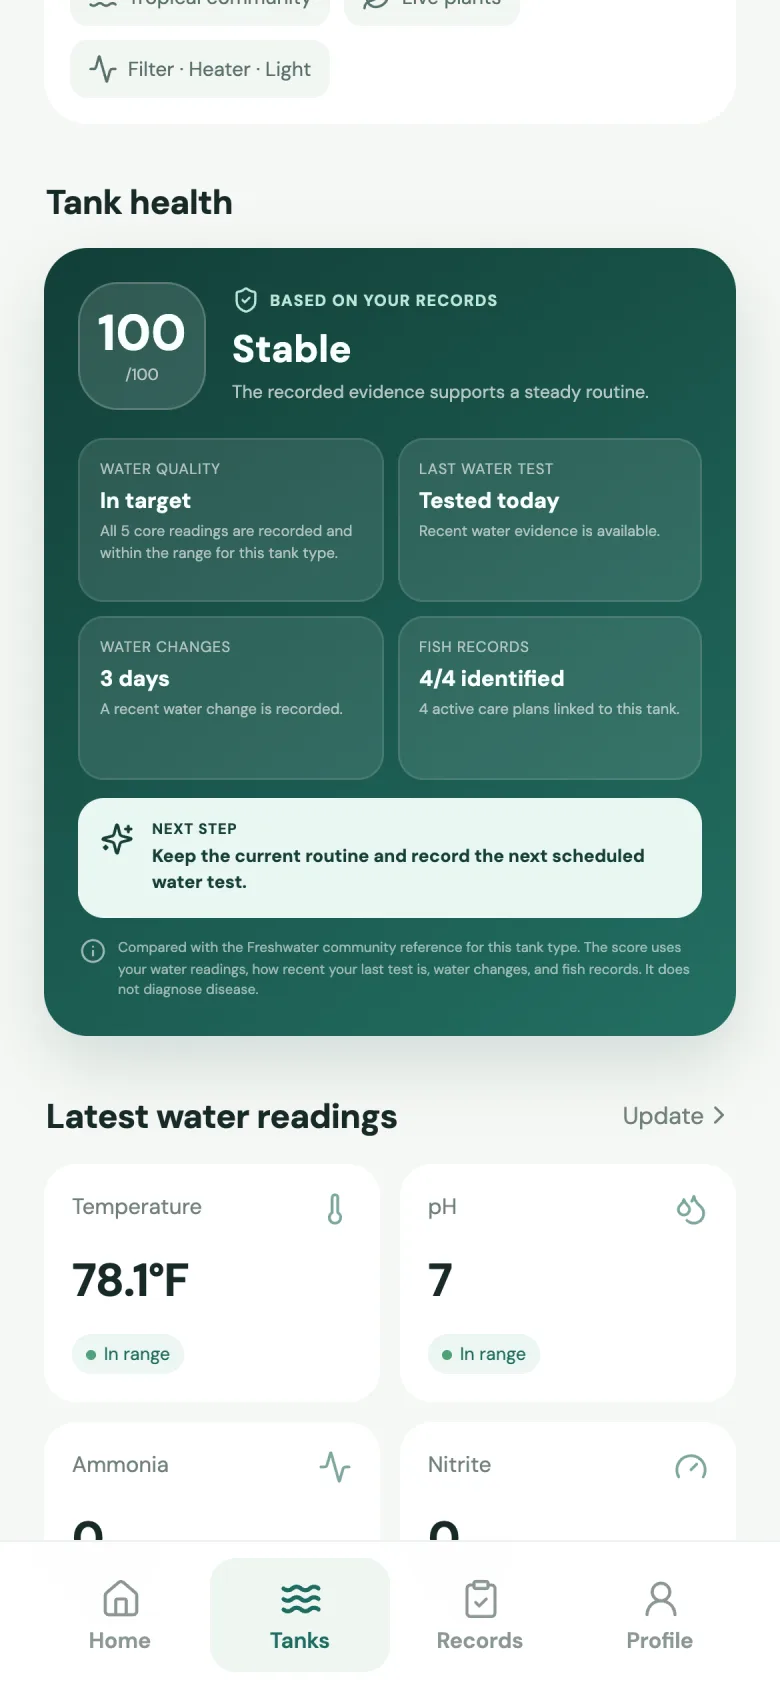 Tropical community
Live plants
Filter · Heater · Light
Tank health
100
/100
BASED ON YOUR RECORDS
Stable
The recorded evidence supports a steady routine.
WATER QUALITY
In target
All 5 core readings are recorded and
within the range for this tank type.
LAST WATER TEST
Tested today
Recent water evidence is available.
WATER CHANGES
3 days
A recent water change is recorded.
FISH RECORDS
4/4 identified
4 active care plans linked to this tank.
NEXT STEP
Keep the current routine and record the next scheduled
water test.
Compared with the Freshwater community reference for this tank type. The score uses
your water readings, how recent your last test is, water changes, and fish records. It does
not diagnose disease.
Latest water readings
Update
Temperature
78.1°F
In range
pH
7
In range
Ammonia
0
Nitrite
0
Home
Tanks
Records
Profile